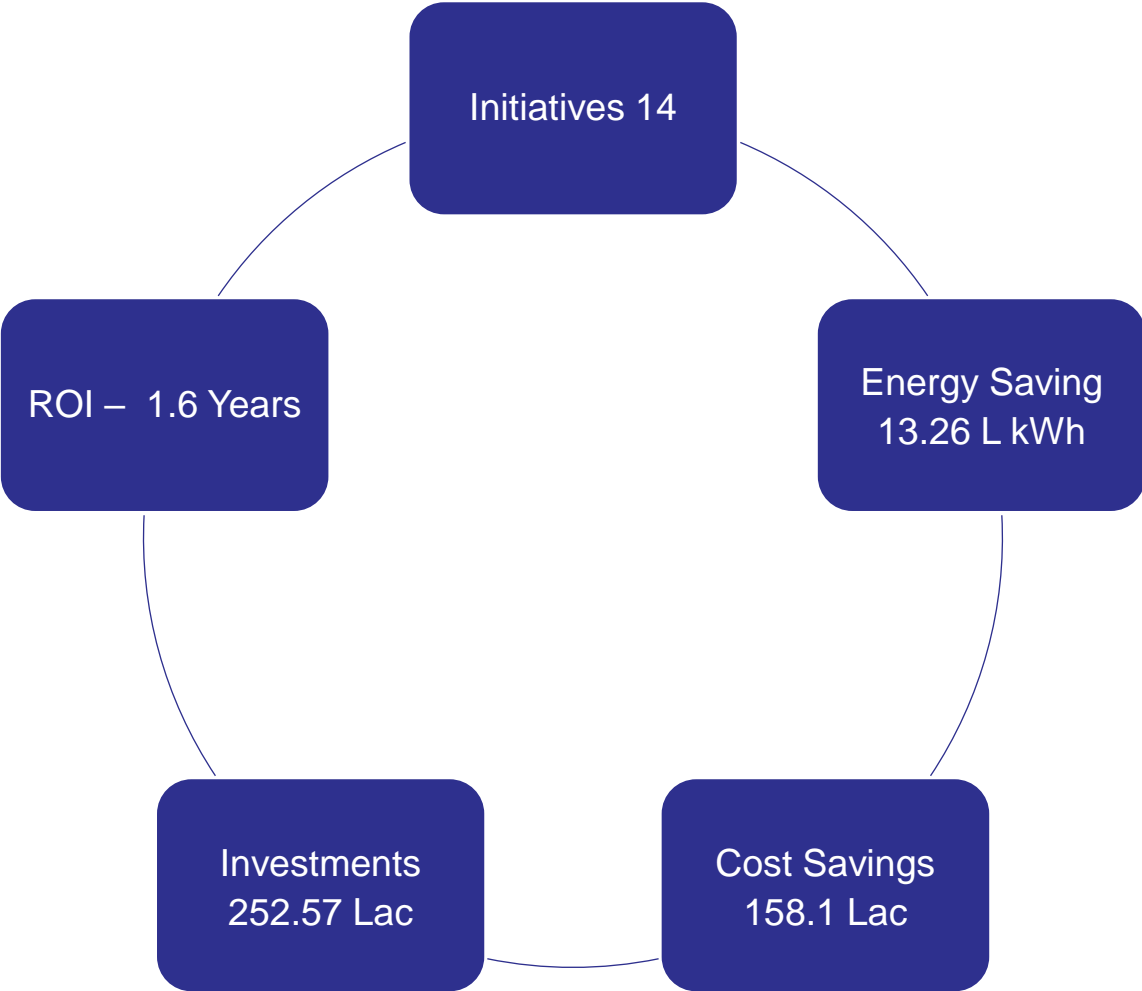 Initiatives 14
Energy Saving
13.26 L kWh
Cost Savings
158.1 Lac
Investments
252.57 Lac
ROI –  1.6 Years